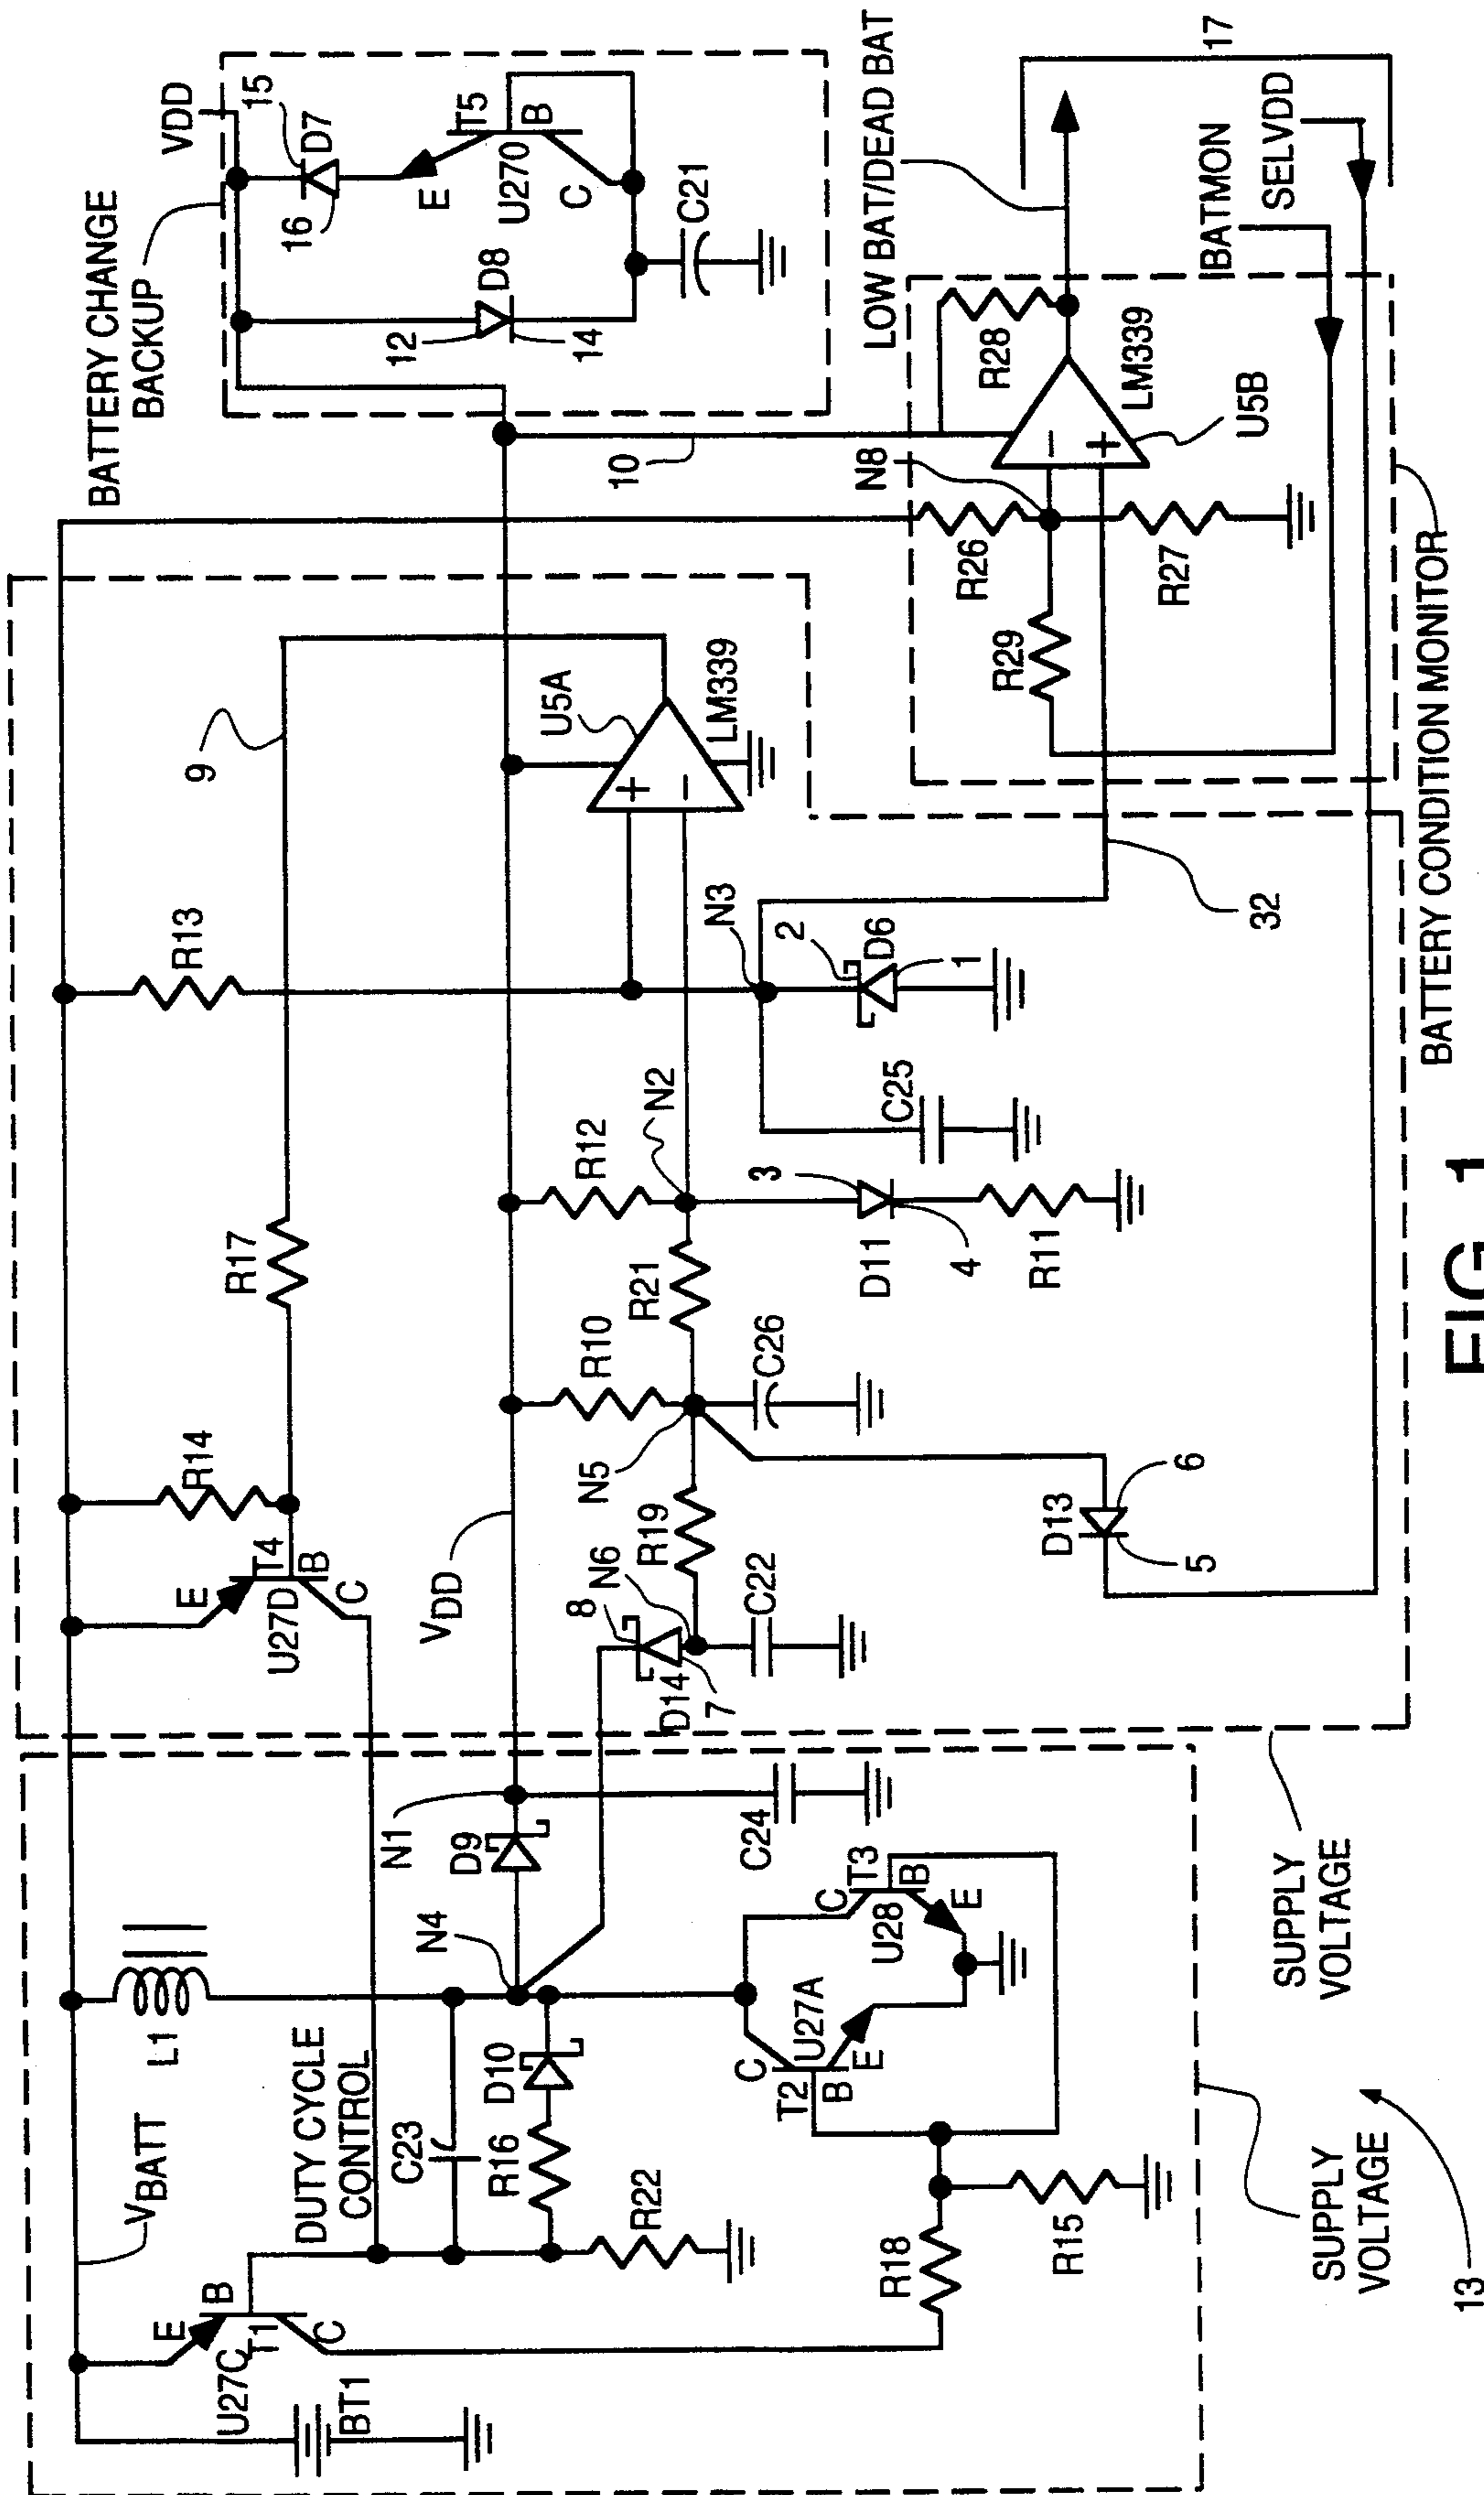 BATTERY CHANGE
BACKUP
VDD
15
D7
16
E
T5
B
U270
C
12
D8
14
C21
LOW BAT/DEAD BAT
17
BATMON
SELVDD
10
N8
R28
LM339
U5B
R26
R27
R29
BATTERY CONDITION MONITOR
9
R13
U5A
LM339
N3
2
D6
1
32
R17
R12
N2
C25
3
D11
4
R11
R14
R10
R21
C26
N5
R19
N6
8
D14
7
C22
D13
6
5
E
T4
B
C
U27D
VDD
SUPPLY
VOLTAGE
VBATT
L1
N4
N1
D9
C24
DUTY CYCLE
CONTROL
C23
D10
R16
R22
C
T3
B
U28
E
C
U27A
T2
B
E
E
B
U27C
T1
C
BT1
R18
R15
SUPPLY
VOLTAGE
13
+
−
−
+
FIG. 1